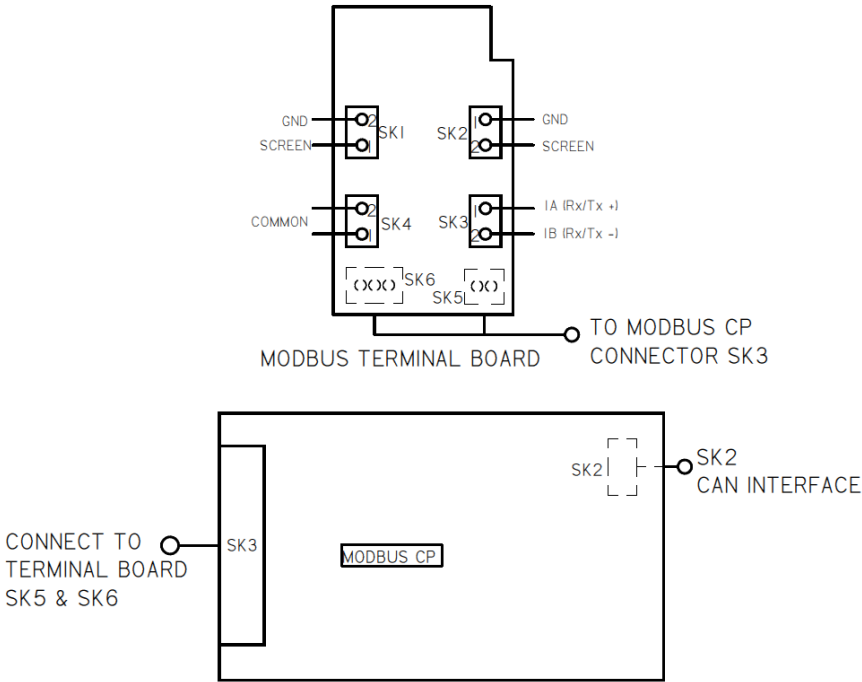 GND
2
SCREEN
1
SK1
SK2
1
GND
2
SCREEN
COMMON
2
1
SK4
SK3
1
1A (Rx/Tx +)
2
1B (Rx/Tx -)
SK6
SK5
MODBUS TERMINAL BOARD
TO MODBUS CP
CONNECTOR SK3
SK2
SK2
CAN INTERFACE
CONNECT TO
TERMINAL BOARD
SK5 & SK6
SK3
MODBUS CP